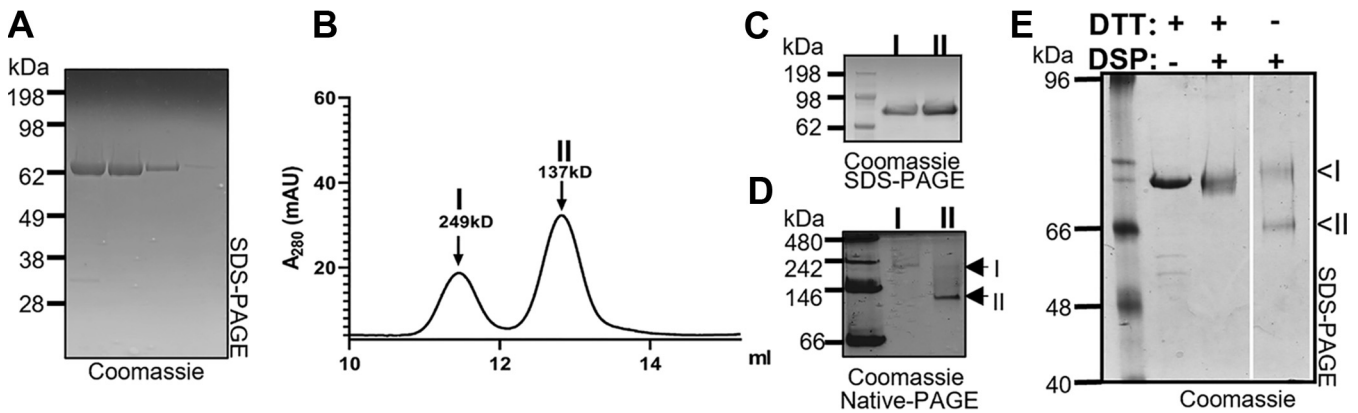 A
kDa
198
98
62
49
38
28
SDS-PAGE
Coomassie
B
60
40
20
A280 (mAU)
I
249kD
II
137kD
10
12
14
ml
C
I II
kDa
198
98
62
Coomassie
SDS-PAGE
D
kDa
I II
480
242
146
66
I
II
Coomassie
Native-PAGE
E
DTT: + + -
DSP: - + +
kDa
96
66
48
40
<I
<II
SDS-PAGE
Coomassie